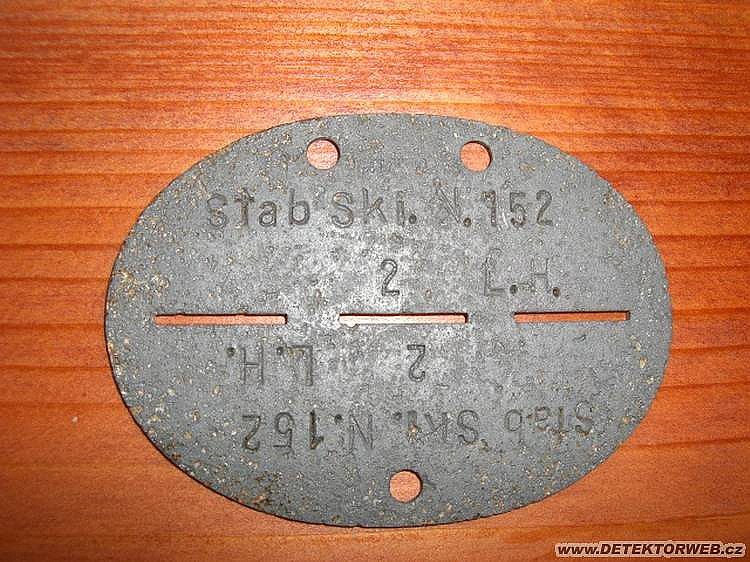 Stab Ski. N. 152
2 L.H.
2 L.H.
Stab Ski. N. 152
www.DETEKTORWEB.cz